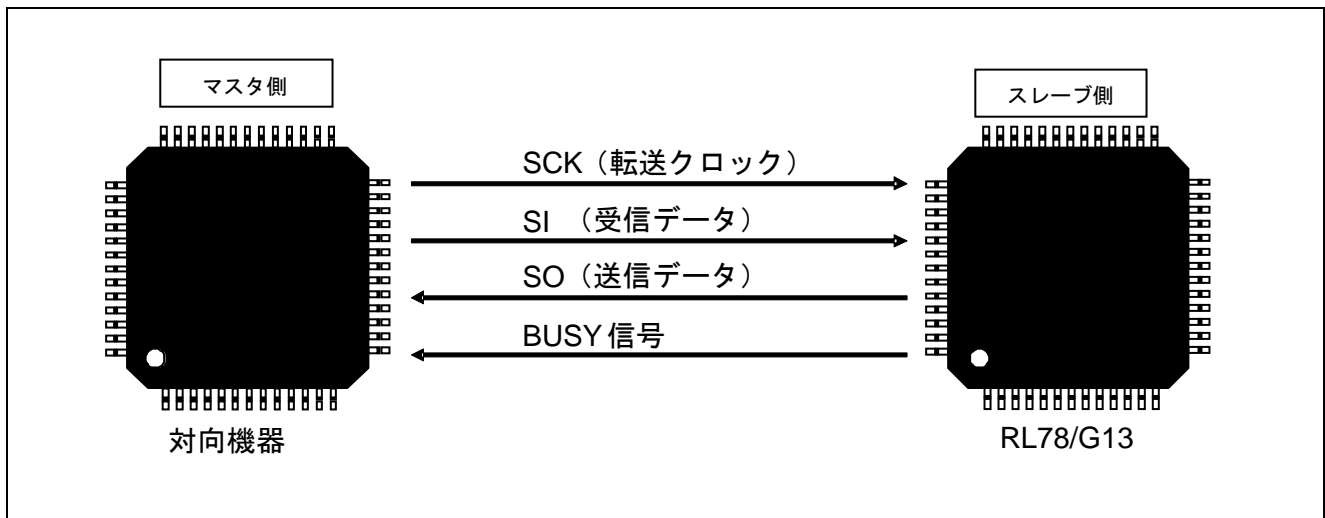 マスタ側
スレーブ側
SCK（転送クロック）
SI （受信データ）
SO（送信データ）
BUSY信号
対向機器
RL78/G13